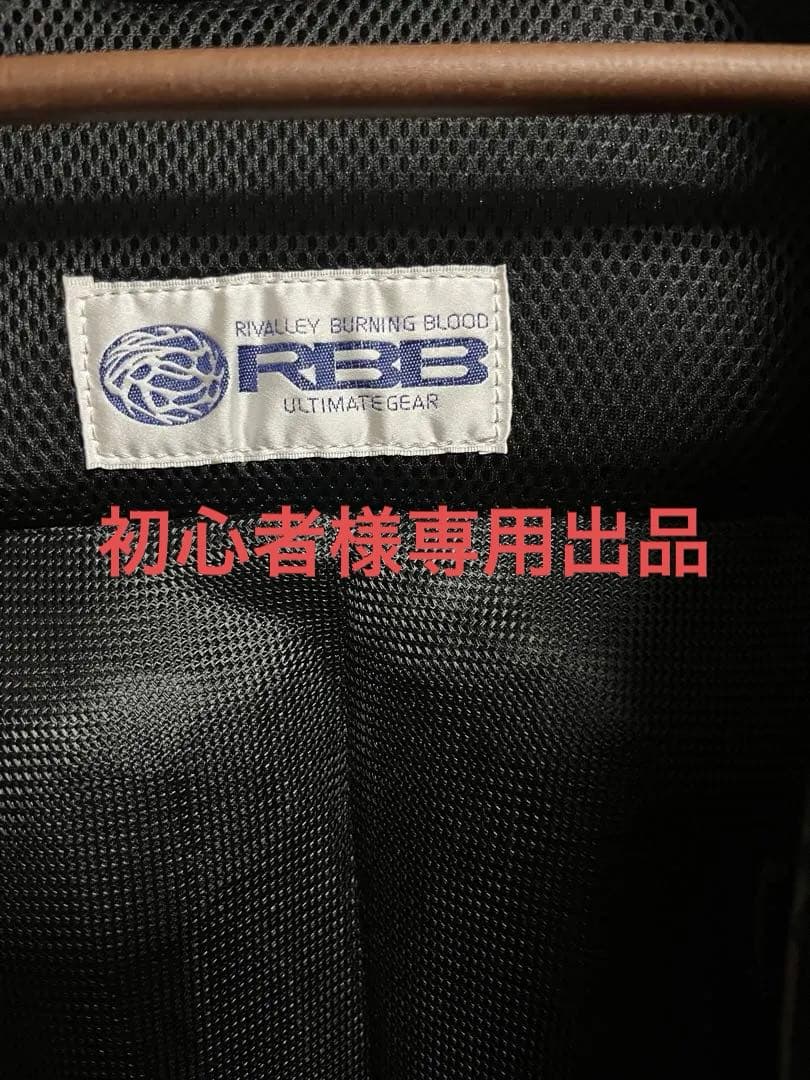 RIVALLEY BURNING BLOOD
RBB
ULTIMATEGEAR
初心者様専用出品